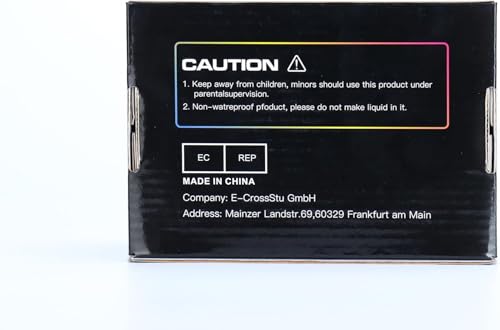 CAUTION
1. Keep away from children, minors should use this product under
parentalsupervision.
2. Non-watreproof pfoduct, please do not make liquid in it.
EC REP
MADE IN CHINA
Company: E-CrossStu GmbH
Address: Mainzer Landstr.69,60329 Frankfurt am Main